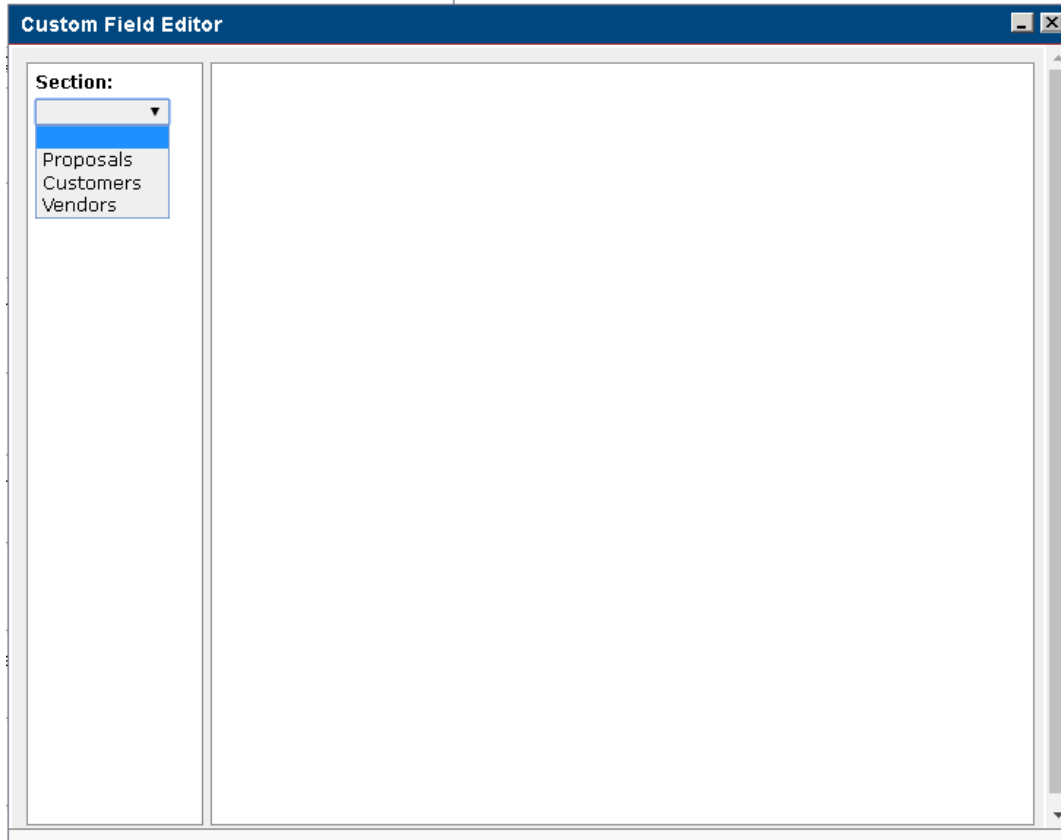 Custom Field Editor
Section:
Proposals
Customers
Vendors